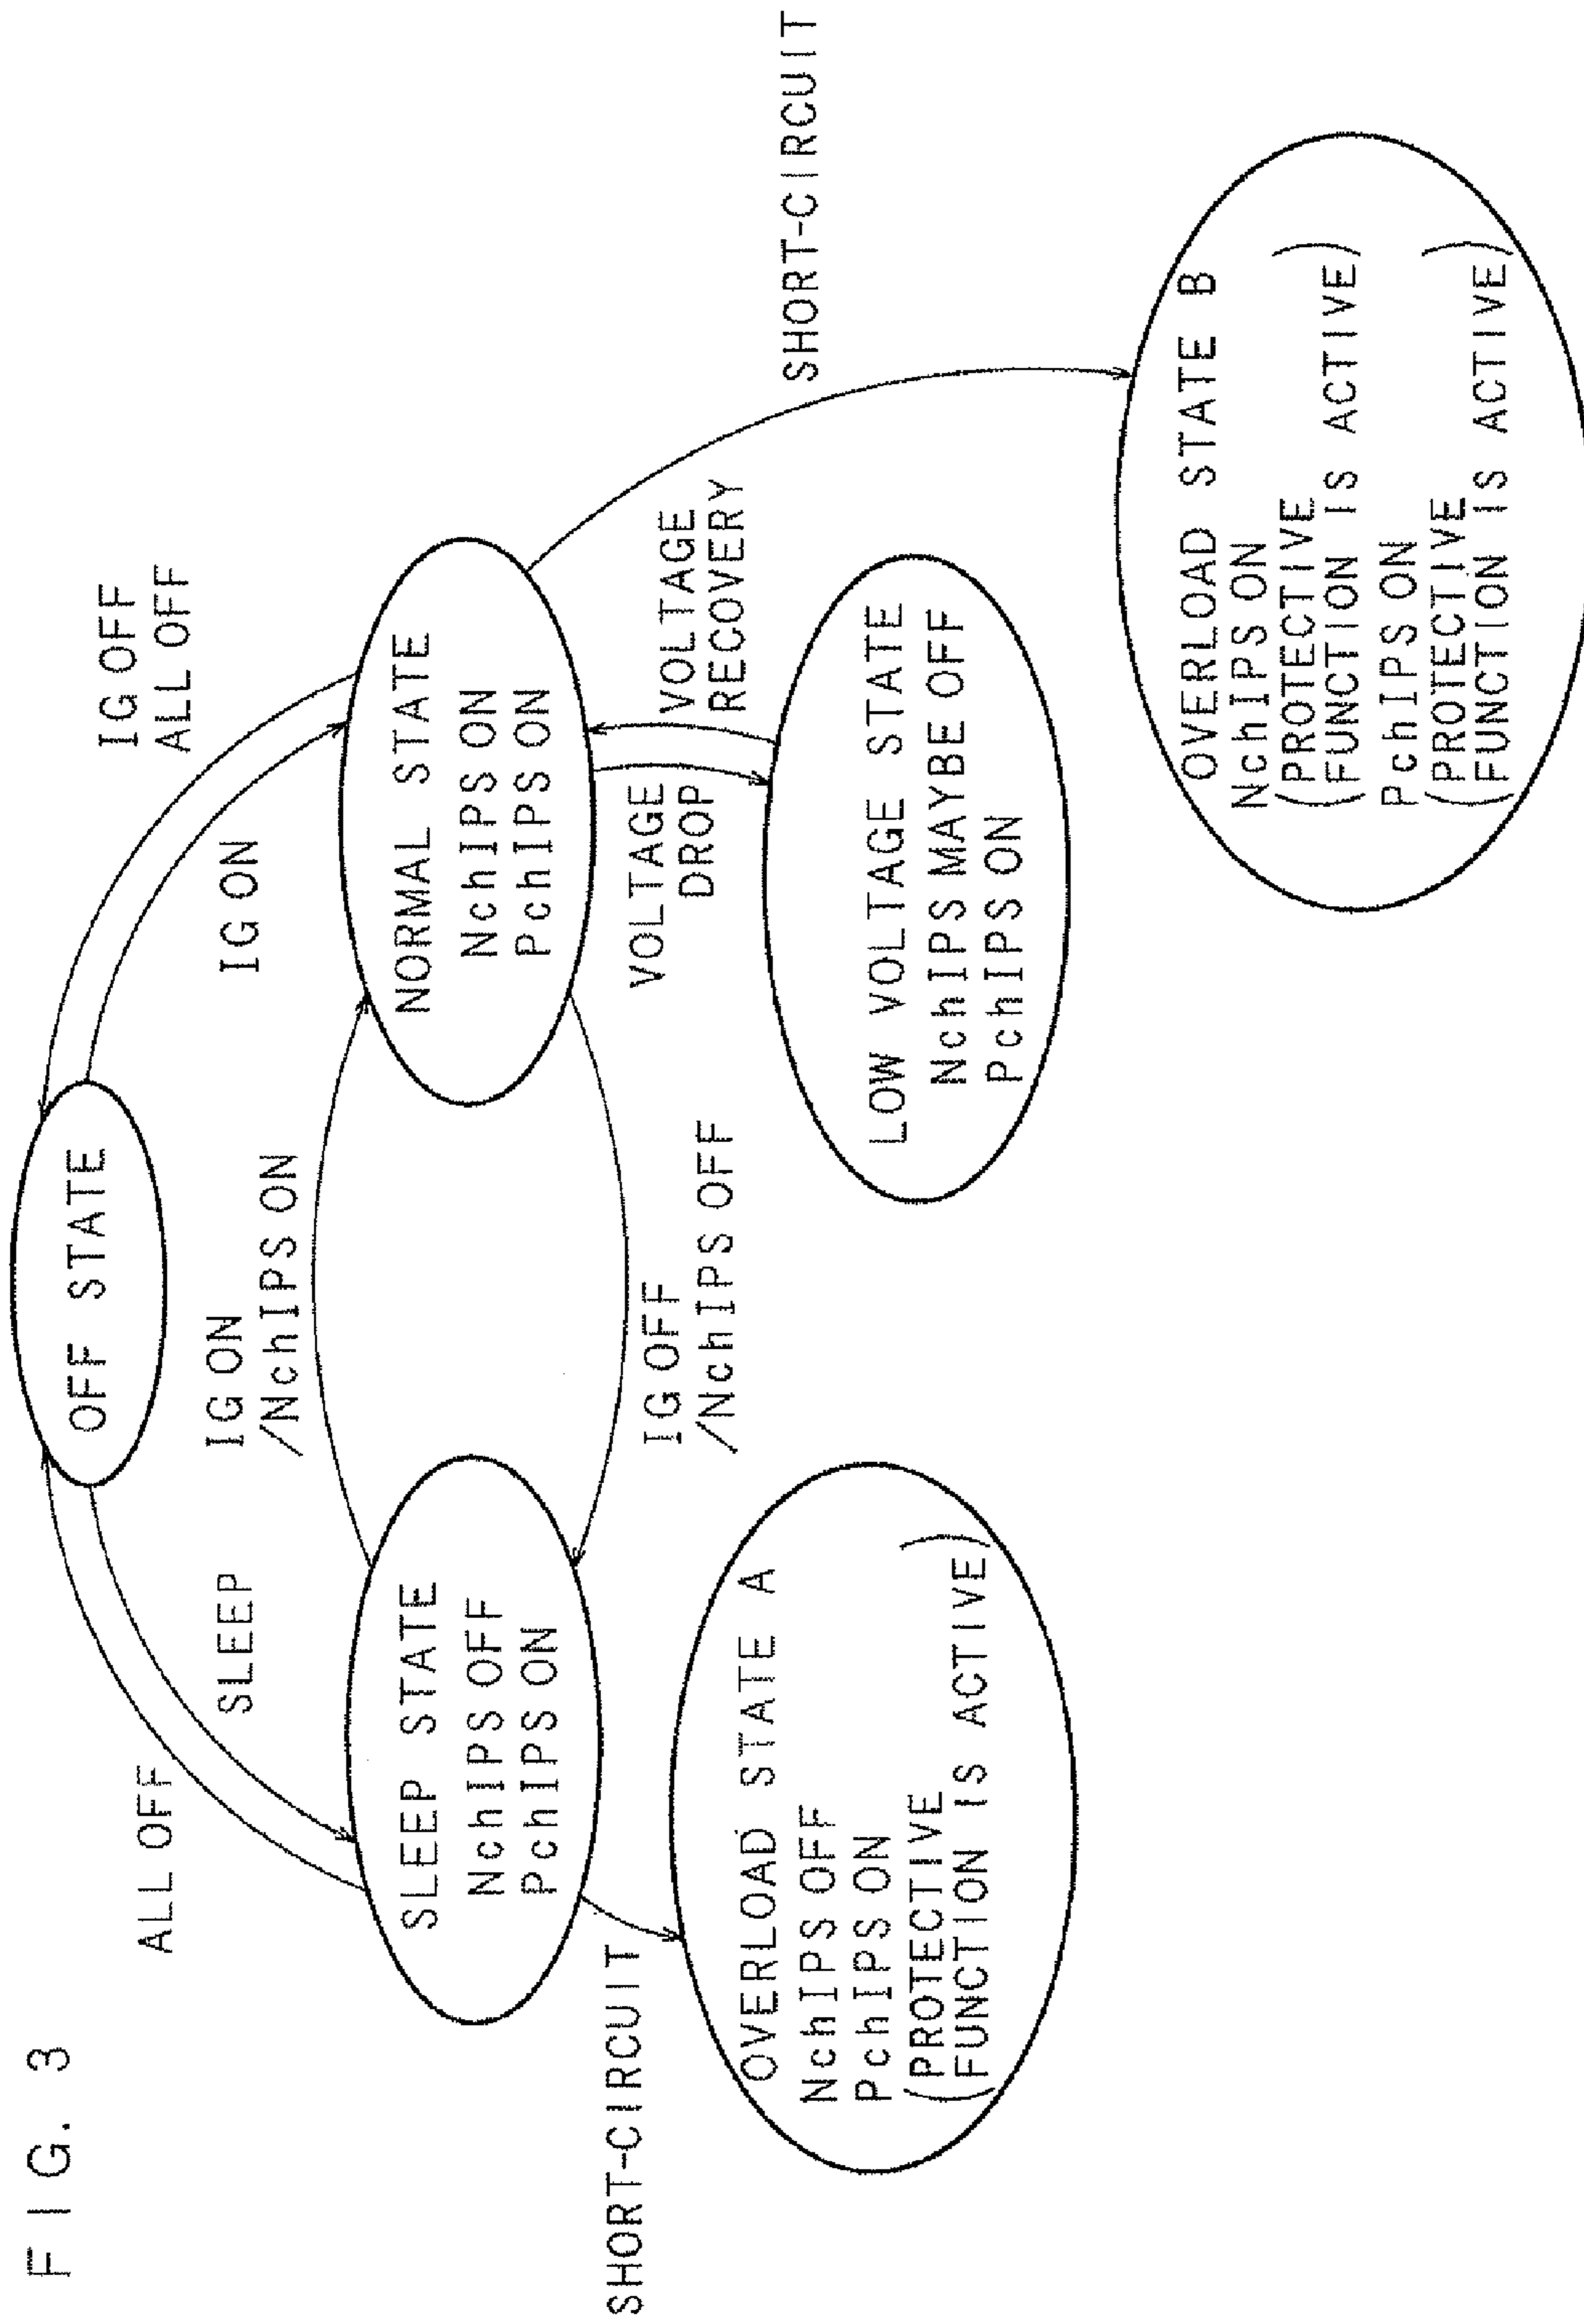 FIG. 3
OFF STATE
ALL OFF
SLEEP
IG ON
/NchIPS ON
IG ON
IG OFF
ALL OFF
SLEEP STATE
NchIPS OFF
PchIPS ON
NORMAL STATE
NchIPS ON
PchIPS ON
SHORT-CIRCUIT
IG OFF
/NchIPS OFF
VOLTAGE
DROP
VOLTAGE
RECOVERY
SHORT-CIRCUIT
OVERLOAD STATE A
NchIPS OFF
PchIPS ON
(PROTECTIVE
FUNCTION IS ACTIVE)
LOW VOLTAGE STATE
NchIPS MAYBE OFF
PchIPS ON
OVERLOAD STATE B
NchIPS ON
(PROTECTIVE
FUNCTION IS ACTIVE)
PchIPS ON
(PROTECTIVE
FUNCTION IS ACTIVE)